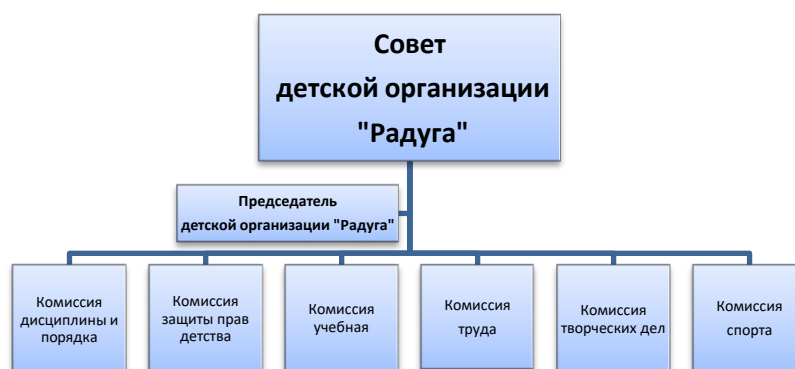 Совет
детской организации
"Радуга"
Председатель
детской организации "Радуга"
Комиссия
дисциплины и
порядка
Комиссия
защиты прав
детства
Комиссия
учебная
Комиссия
труда
Комиссия
творческих дел
Комиссия
спорта